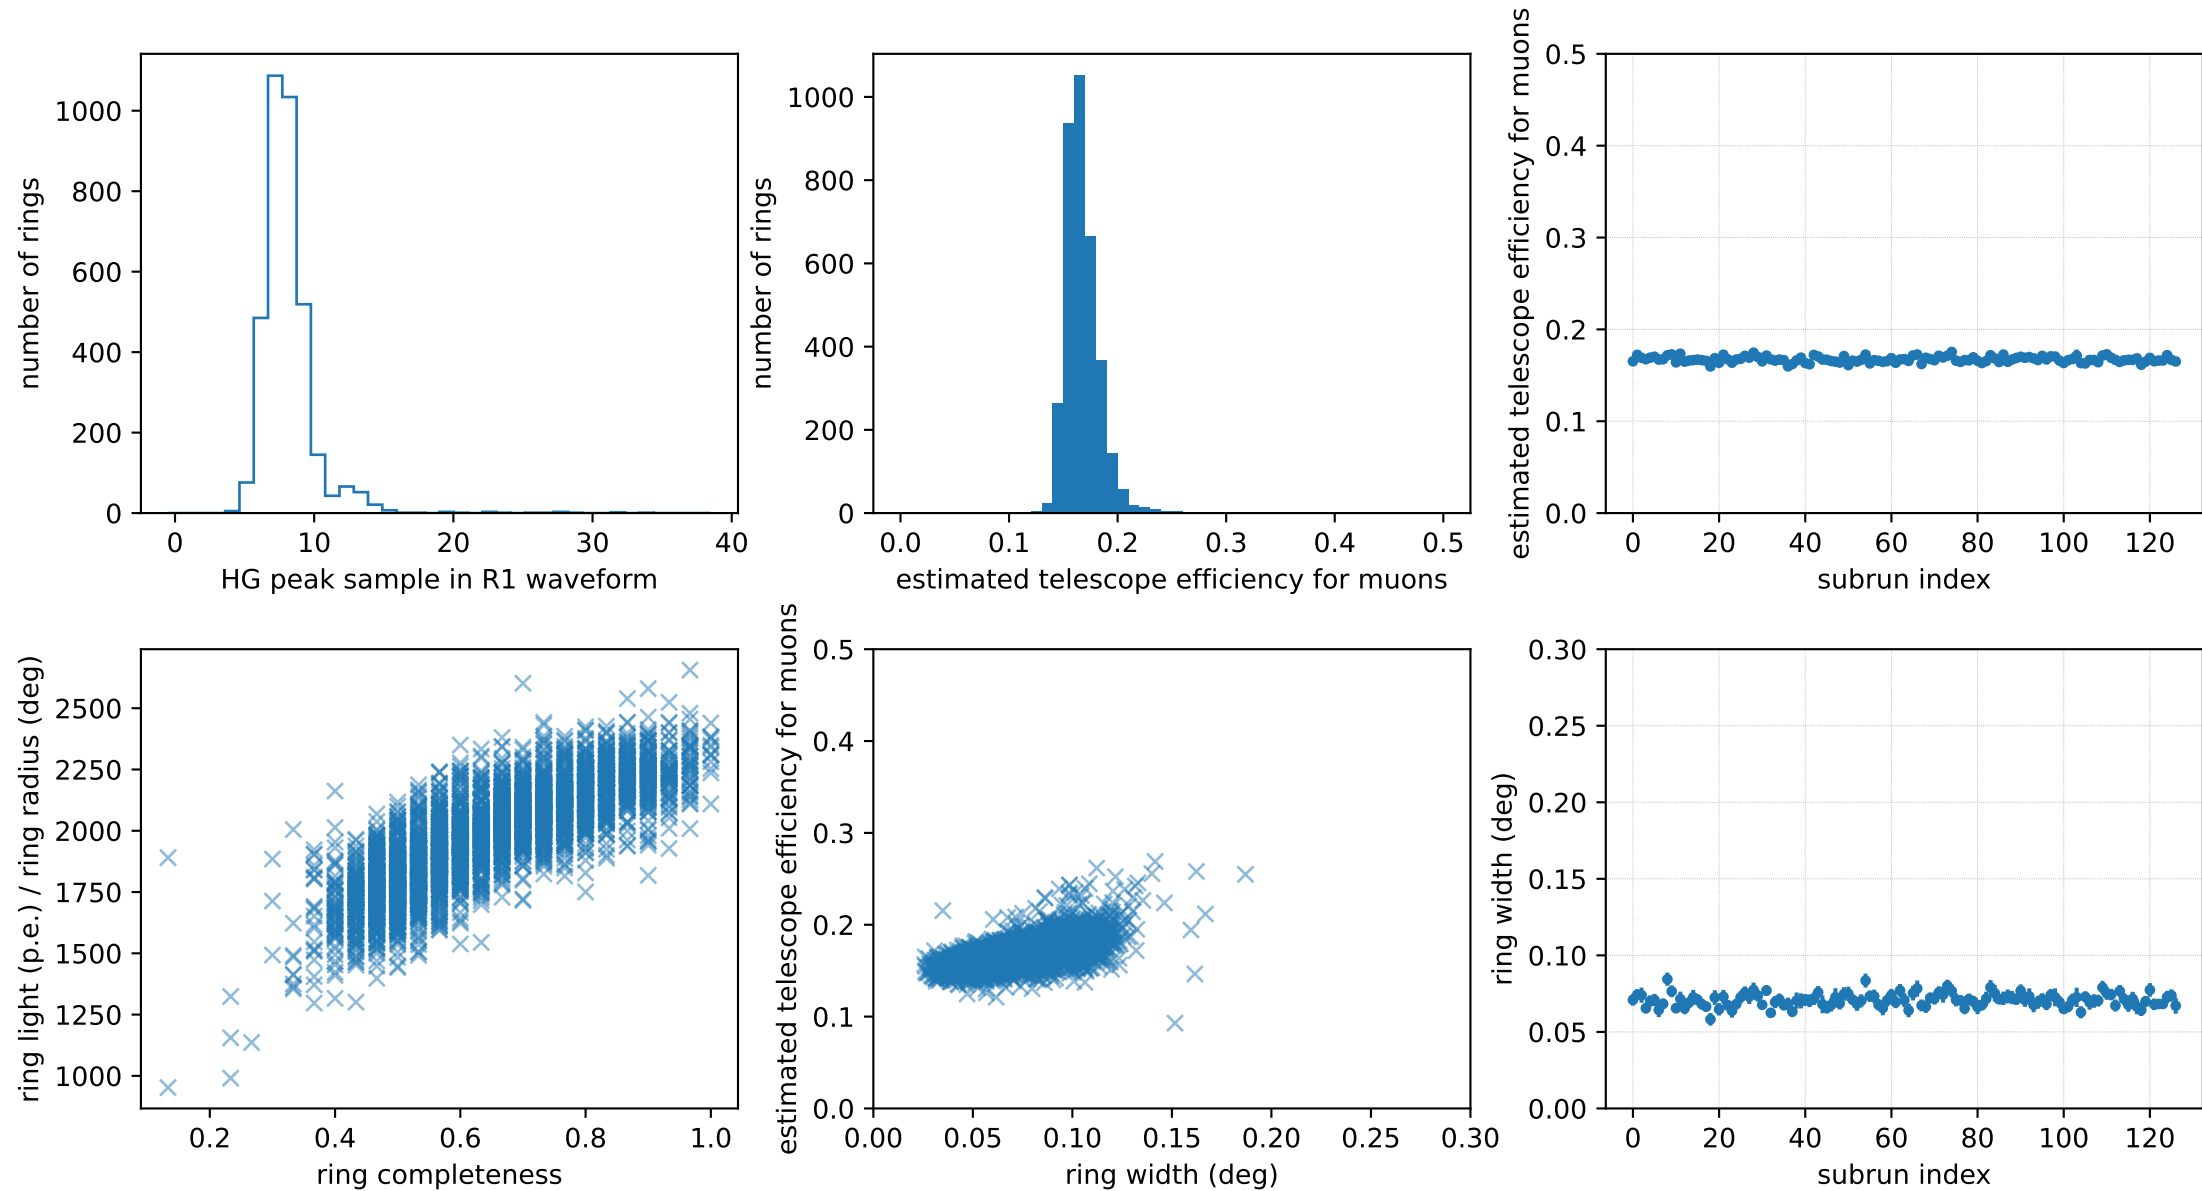 number of rings
1000
800
600
400
200
0
0 10 20 30 40
HG peak sample in R1 waveform
number of rings
1000
800
600
400
200
0
0.0 0.1 0.2 0.3 0.4 0.5
estimated telescope efficiency for muons
estimated telescope efficiency for muons
0.5
0.4
0.3
0.2
0.1
0.0
0 20 40 60 80 100 120
subrun index
ring light (p.e.) / ring radius (deg)
2500
2250
2000
1750
1500
1250
1000
0.2 0.4 0.6 0.8 1.0
ring completeness
estimated telescope efficiency for muons
0.5
0.4
0.3
0.2
0.1
0.0
0.00 0.05 0.10 0.15 0.20 0.25 0.30
ring width (deg)
ring width (deg)
0.30
0.25
0.20
0.15
0.10
0.05
0.00
0 20 40 60 80 100 120
subrun index